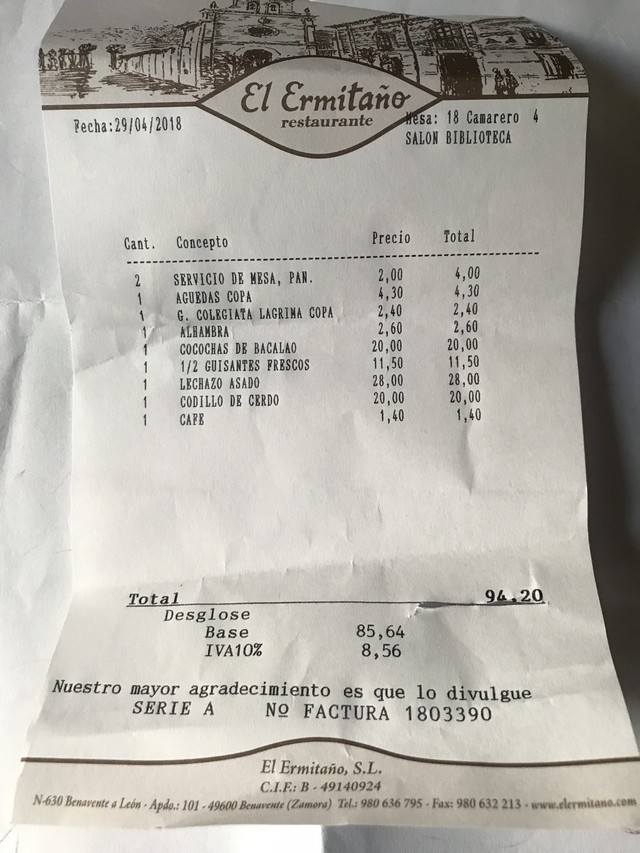 El Ermitaño
restaurante
Fecha:29/04/2018
Mesa: 18 Camarero 4
SALON BIBLIOTECA
Cant. Concepto Precio Total
2 SERVICIO DE MESA, PAN. 2,00 4,00
1 AGUEDAS COPA 4,30 4,30
1 G. COLEGIATA LAGRIMA COPA 2,40 2,40
1 ALHAMBRA 2,60 2,60
1 COCOCHAS DE BACALAO 20,00 20,00
1 1/2 GUISANTES FRESCOS 11,50 11,50
1 LECHAZO ASADO 28,00 28,00
1 CODILLO DE CERDO 20,00 20,00
1 CAFE 1,40 1,40
Total 94.20
Desglose
Base 85,64
IVA10% 8,56
Nuestro mayor agradecimiento es que lo divulgue
SERIE A Nº FACTURA 1803390
El Ermitaño, S.L.
C.I.F.: B - 49140924
N-630 Benavente a León - Apdo.: 101 - 49600 Benavente (Zamora) Tel.: 980 636 795 - Fax: 980 632 213 - www.elermitano.com